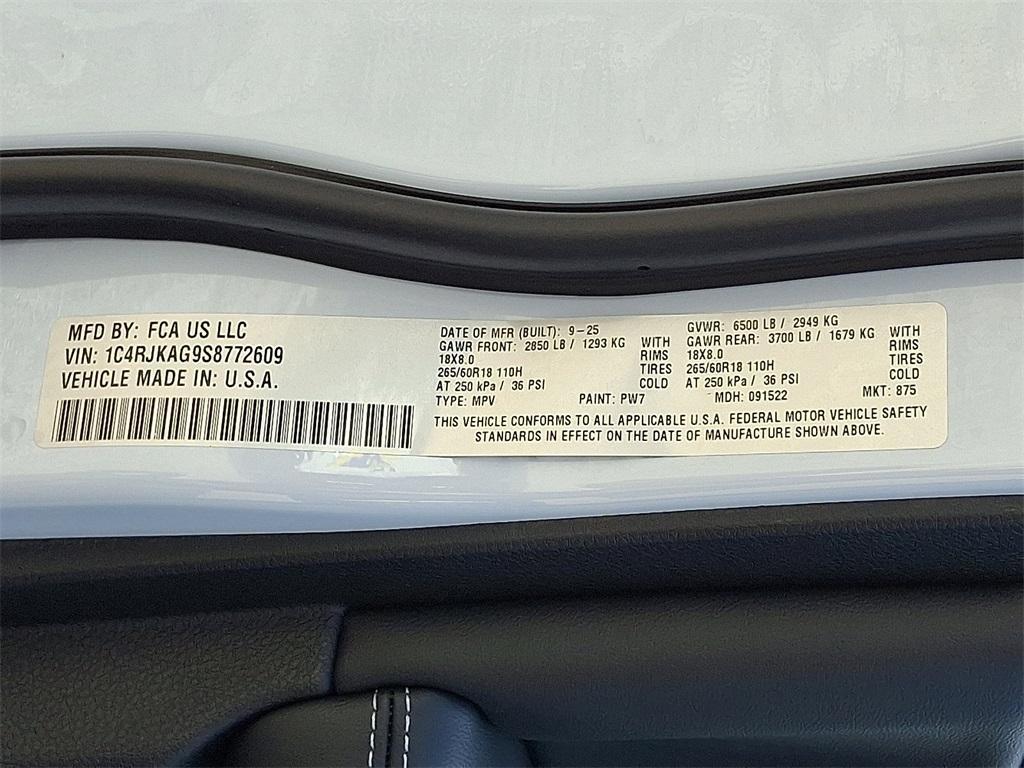 MFD BY: FCA US LLC
VIN: 1C4RJKAG9S8772609
VEHICLE MADE IN: U.S.A.
DATE OF MFR (BUILT): 9-25
GAWR FRONT: 2850 LB / 1293 KG WITH
18X8.0 RIMS
265/60R18 110H TIRES
AT 250 kPa / 36 PSI COLD
TYPE: MPV PAINT: PW7
GVWR: 6500 LB / 2949 KG
GAWR REAR: 3700 LB / 1679 KG WITH
18X8.0 RIMS
265/60R18 110H TIRES
AT 250 kPa / 36 PSI COLD
MDH: 091522 MKT: 875
THIS VEHICLE CONFORMS TO ALL APPLICABLE U.S.A. FEDERAL MOTOR VEHICLE SAFETY
STANDARDS IN EFFECT ON THE DATE OF MANUFACTURE SHOWN ABOVE.